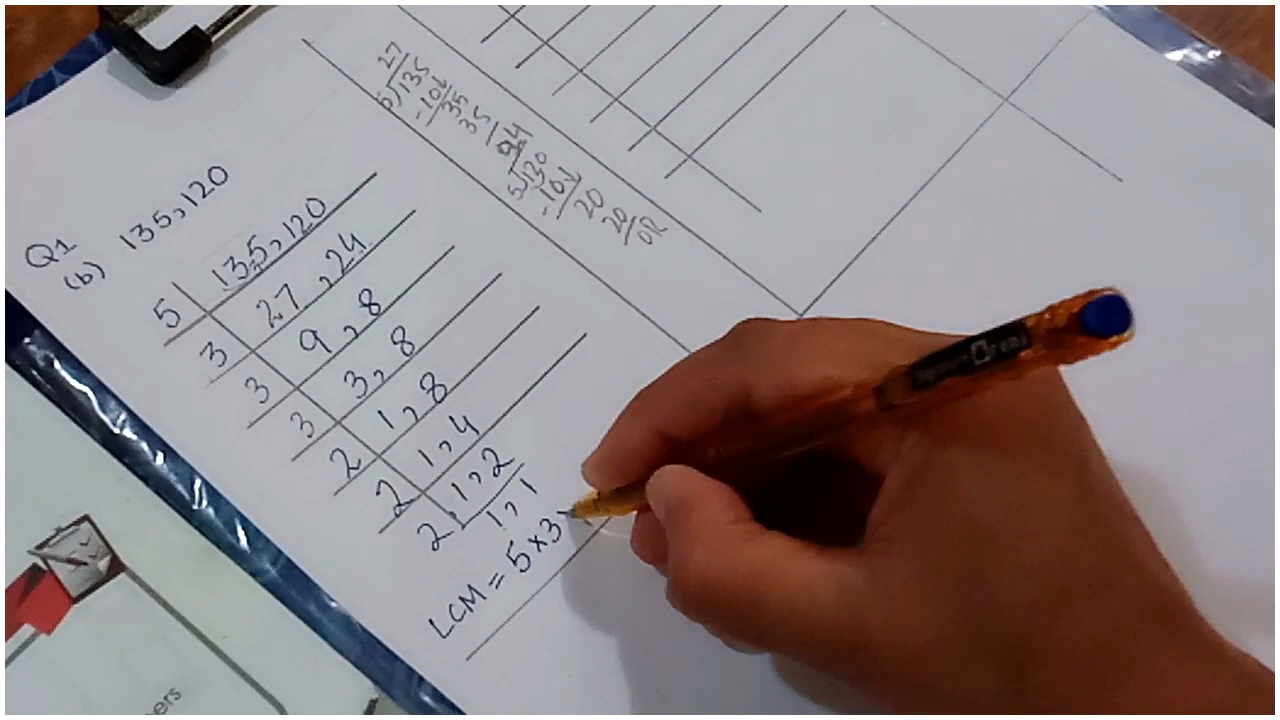 Q1
(b) 135, 120
5 | 135, 120
3 | 27, 24
3 | 9, 8
3 | 3, 8
2 | 1, 8
2 | 1, 4
2 | 1, 2
1, 1
LCM = 5 × 3
27
5)135
-10↓
35
35
24
5)120
-10↓
20
20
ers